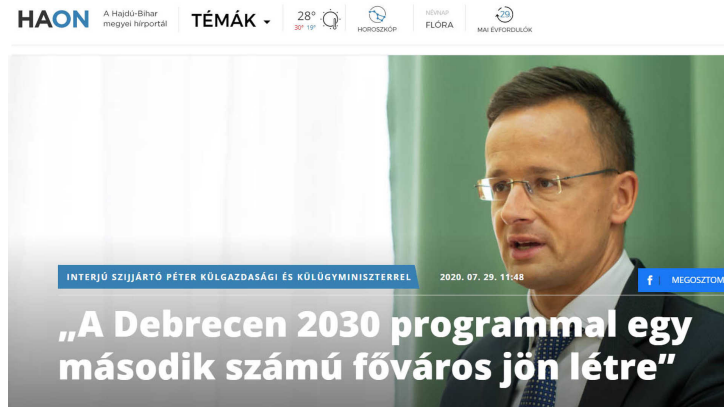 HAON
A Hajdú-Bihar
megyei hírportál
TÉMÁK
28°
30° 19°
HOROSZKÓP
NÉVNAP
FLÓRA
29
MAI ÉVFORDULÓK
INTERJÚ SZIJJÁRTÓ PÉTER KÜLGAZDASÁGI ÉS KÜLÜGYMINISZTERREL
2020. 07. 29. 11:48
f MEGOSZTOM
„A Debrecen 2030 programmal egy
második számú főváros jön létre”